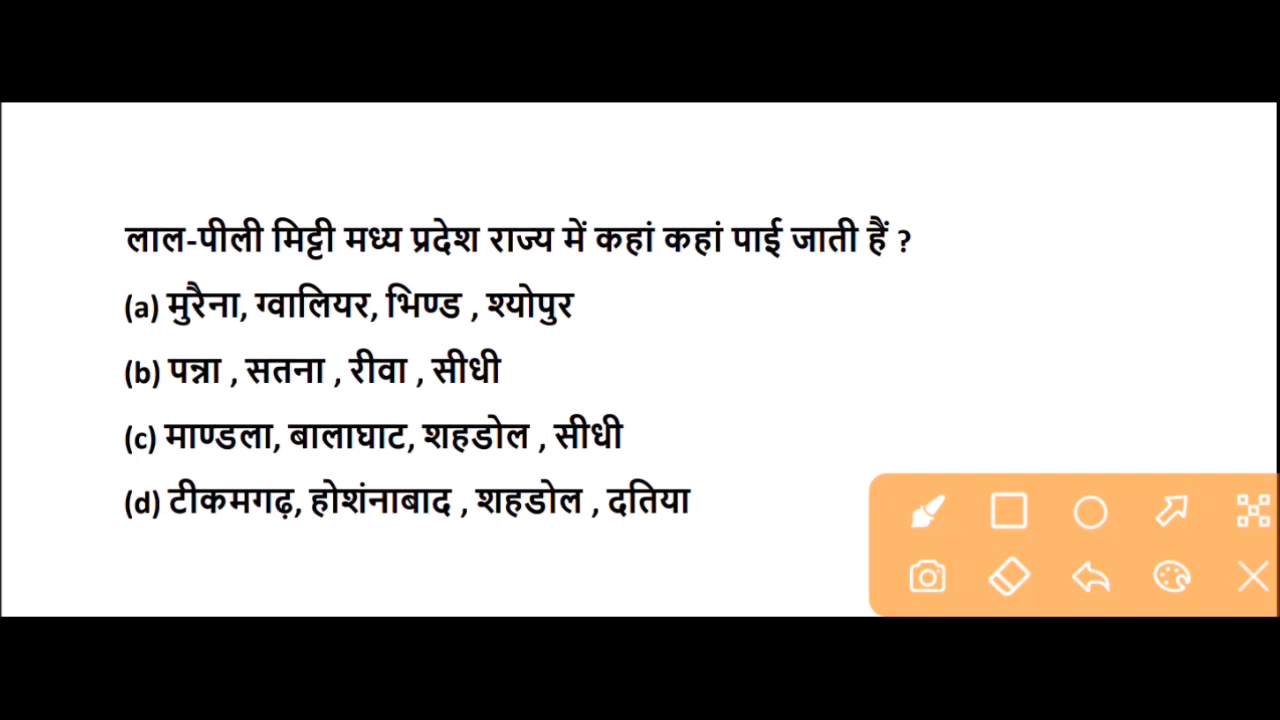 लाल-पीली मिट्टी मध्य प्रदेश राज्य में कहां कहां पाई जाती हैं ?
(a) मुरैना, ग्वालियर, भिण्ड , श्योपुर
(b) पन्ना , सतना , रीवा , सीधी
(c) माण्डला, बालाघाट, शहडोल , सीधी
(d) टीकमगढ़, होशंनाबाद , शहडोल , दतिया